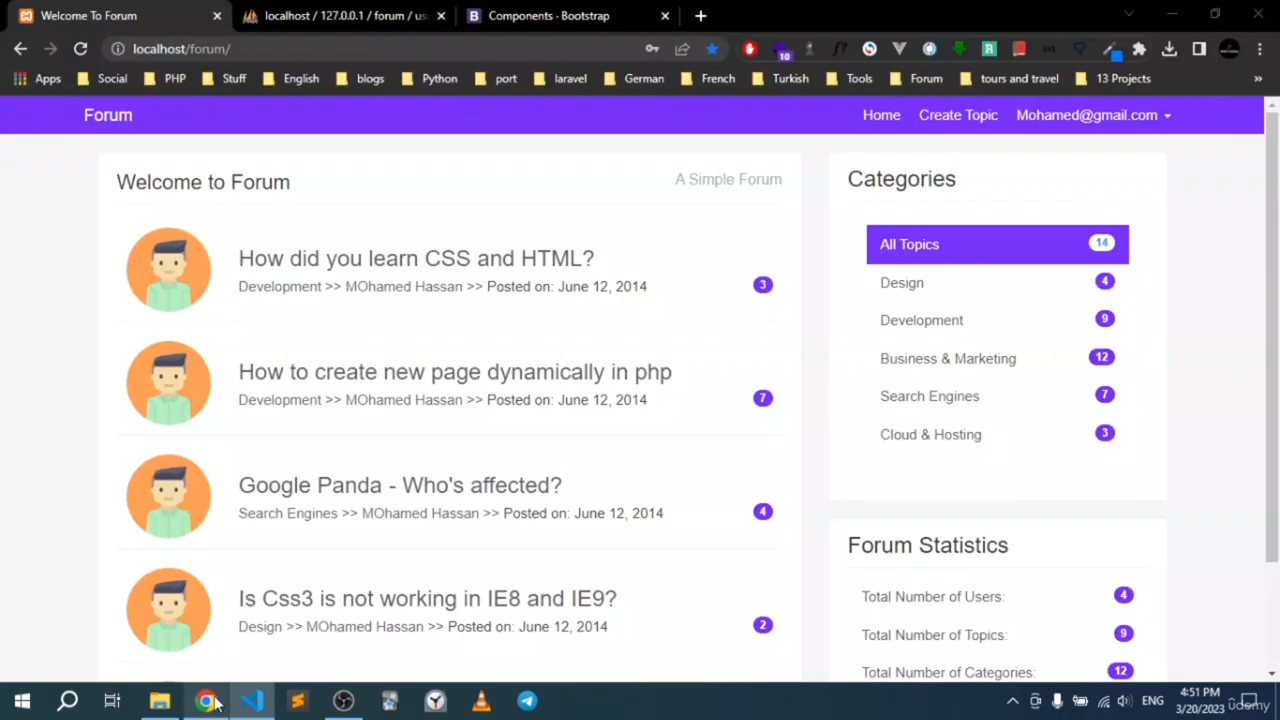 Welcome To Forum
localhost / 127.0.0.1 / forum / us
Components · Bootstrap
localhost/forum/
10
Apps
Social
PHP
Stuff
English
blogs
Python
port
laravel
German
French
Turkish
Tools
Forum
tours and travel
13 Projects
»
Forum
Home
Create Topic
Mohamed@gmail.com
Welcome to Forum
A Simple Forum
How did you learn CSS and HTML?
Development >> MOhamed Hassan >> Posted on: June 12, 2014
3
How to create new page dynamically in php
Development >> MOhamed Hassan >> Posted on: June 12, 2014
7
Google Panda - Who's affected?
Search Engines >> MOhamed Hassan >> Posted on: June 12, 2014
4
Is Css3 is not working in IE8 and IE9?
Design >> MOhamed Hassan >> Posted on: June 12, 2014
2
Categories
All Topics 14
Design 4
Development 9
Business & Marketing 12
Search Engines 7
Cloud & Hosting 3
Forum Statistics
Total Number of Users: 4
Total Number of Topics: 9
Total Number of Categories: 12
ENG
4:51 PM
3/20/2023
udemy